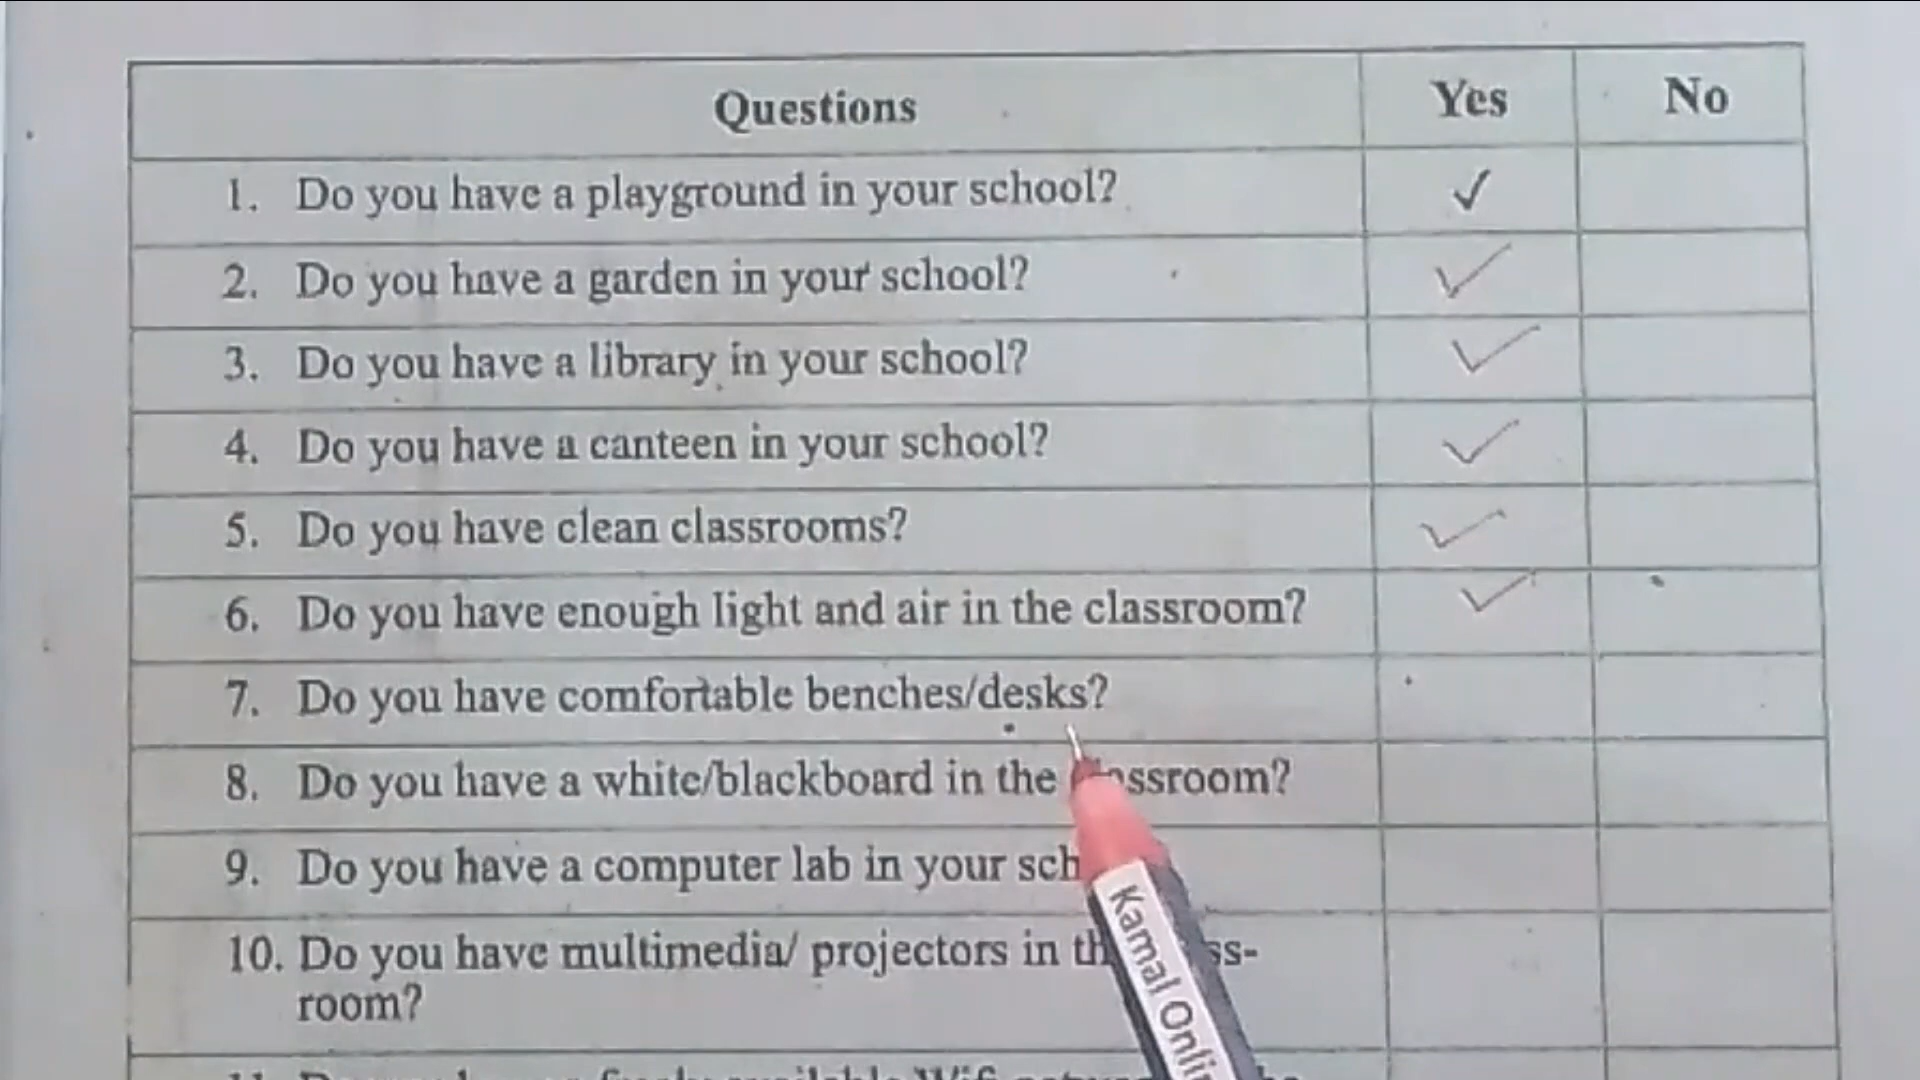 Questions Yes No
1. Do you have a playground in your school? ✓
2. Do you have a garden in your school? ✓
3. Do you have a library in your school? ✓
4. Do you have a canteen in your school? ✓
5. Do you have clean classrooms? ✓
6. Do you have enough light and air in the classroom? ✓
7. Do you have comfortable benches/desks?
8. Do you have a white/blackboard in the
9. Do you have a computer lab in your
10. Do you have multimedia/ projectors in
room?
Kamal